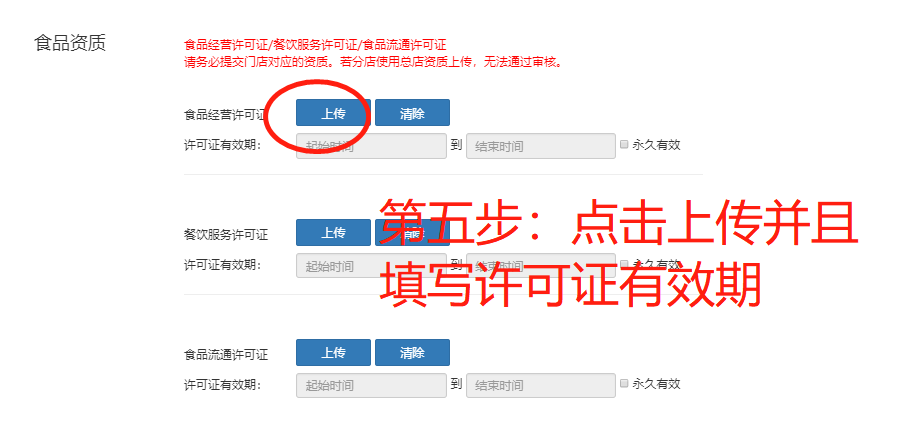 食品资质
食品经营许可证/餐饮服务许可证/食品流通许可证
请务必提交门店对应的资质。若分店使用总店资质上传，无法通过审核。
食品经营许可证 上传 清除
许可证有效期： 起始时间 到 结束时间 永久有效
第五步：点击上传并且
餐饮服务许可证 上传 清除
许可证有效期： 起始时间 到 结束时间 永久有效
填写许可证有效期
食品流通许可证 上传 清除
许可证有效期： 起始时间 到 结束时间 永久有效